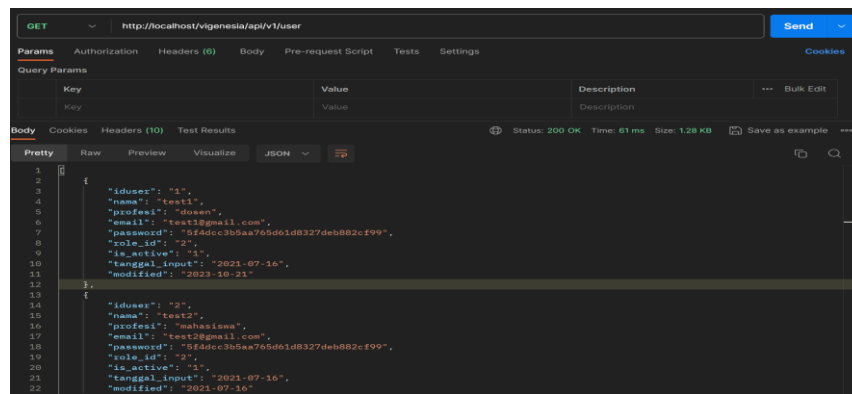 GET http://localhost/vigenesia/api/v1/user Send
Params Authorization Headers (6) Body Pre-request Script Tests Settings Cookies
Query Params
Key Value Description ••• Bulk Edit
Key Value Description
Body Cookies Headers (10) Test Results Status: 200 OK Time: 61 ms Size: 1.28 KB Save as example •••
Pretty Raw Preview Visualize JSON
1 [
2 {
3 "iduser": "1",
4 "nama": "test1",
5 "profesi": "dosen",
6 "email": "test1@gmail.com",
7 "password": "5f4dcc3b5aa765d61d8327deb882cf99",
8 "role_id": "2",
9 "is_active": "1",
10 "tanggal_input": "2021-07-16",
11 "modified": "2023-10-21"
12 },
13 {
14 "iduser": "2",
15 "nama": "test2",
16 "profesi": "mahasiswa",
17 "email": "test2@gmail.com",
18 "password": "5f4dcc3b5aa765d61d8327deb882cf99",
19 "role_id": "2",
20 "is_active": "1",
21 "tanggal_input": "2021-07-16",
22 "modified": "2021-07-16"